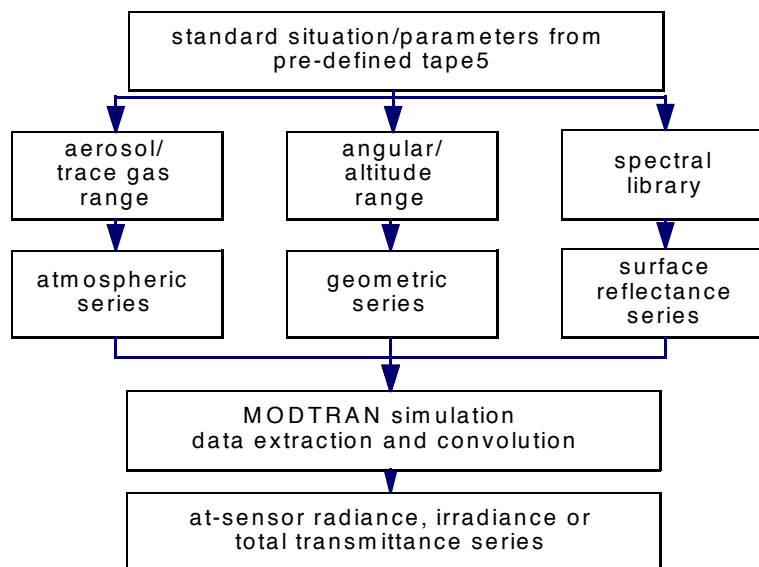 standard situation/parameters from
pre-defined tape5
aerosol/
trace gas
range
angular/
altitude
range
spectral
library
atmospheric
series
geometric
series
surface
reflectance
series
MODTRAN simulation
data extraction and convolution
at-sensor radiance, irradiance or
total transmittance series